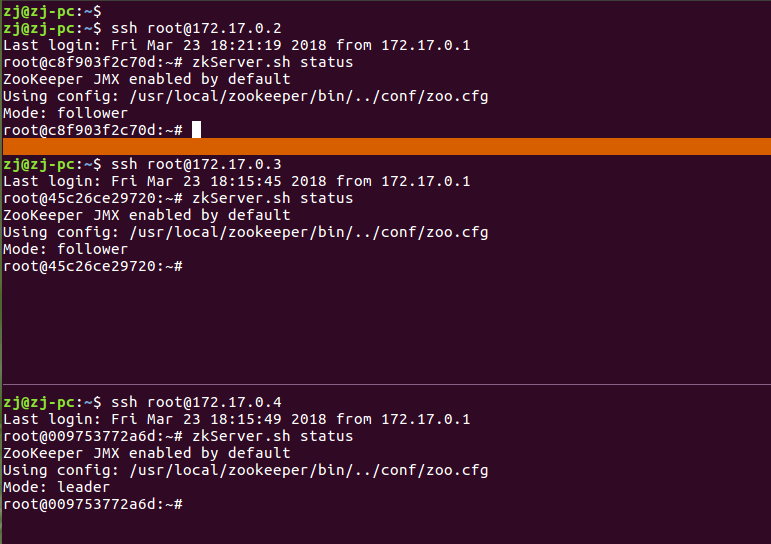 zj@zj-pc:~$
zj@zj-pc:~$ ssh root@172.17.0.2
Last login: Fri Mar 23 18:21:19 2018 from 172.17.0.1
root@c8f903f2c70d:~# zkServer.sh status
ZooKeeper JMX enabled by default
Using config: /usr/local/zookeeper/bin/../conf/zoo.cfg
Mode: follower
root@c8f903f2c70d:~#
zj@zj-pc:~$ ssh root@172.17.0.3
Last login: Fri Mar 23 18:15:45 2018 from 172.17.0.1
root@45c26ce29720:~# zkServer.sh status
ZooKeeper JMX enabled by default
Using config: /usr/local/zookeeper/bin/../conf/zoo.cfg
Mode: follower
root@45c26ce29720:~#
zj@zj-pc:~$ ssh root@172.17.0.4
Last login: Fri Mar 23 18:15:49 2018 from 172.17.0.1
root@009753772a6d:~# zkServer.sh status
ZooKeeper JMX enabled by default
Using config: /usr/local/zookeeper/bin/../conf/zoo.cfg
Mode: leader
root@009753772a6d:~#